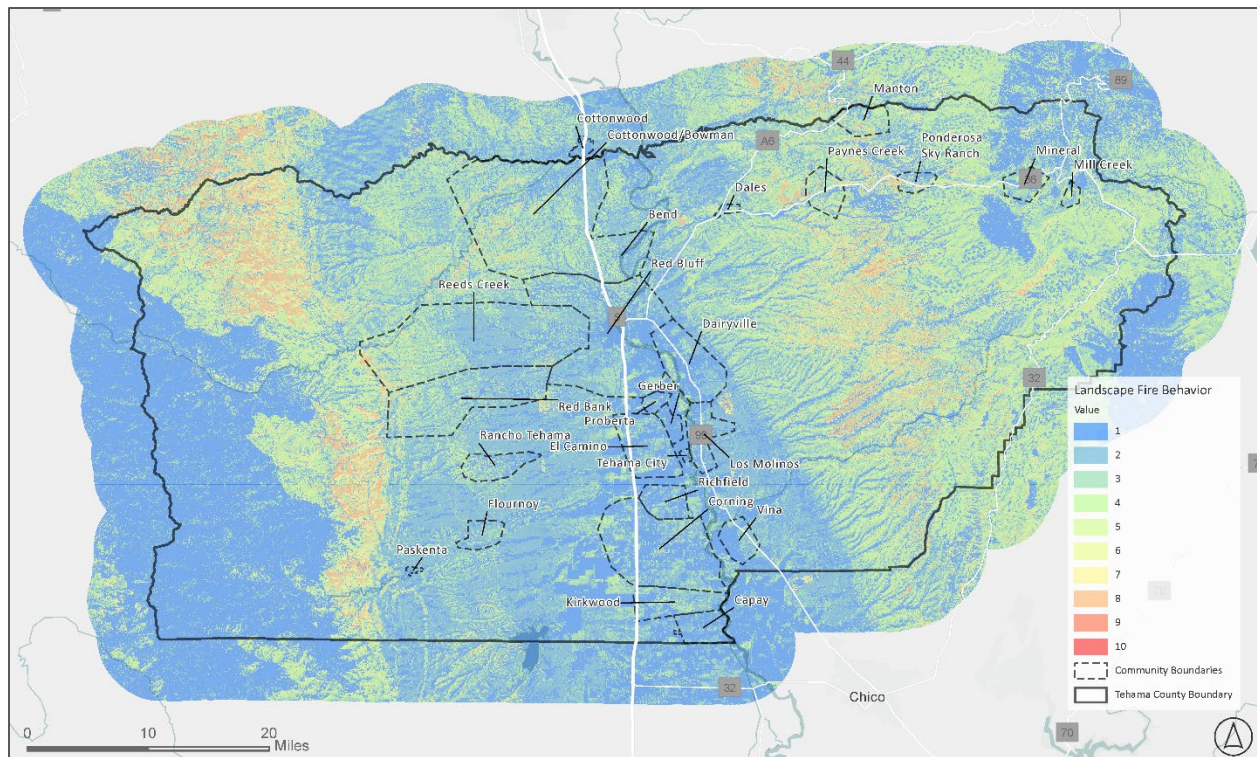 44
89
Manton
Cottonwood
Cottonwood/Bowman
A6
Ponderosa
Sky Ranch
Paynes Creek
Mineral
36
Mill Creek
Dales
Bend
Red Bluff
Reeds Creek
5
Dairyville
32
Gerber
Red Bank
Proberta
Rancho Tehama
El Camino
99
Tehama City
Los Molinos
Richfield
Flournoy
Corning
Vina
Paskenta
Kirkwood
Capay
32
Chico
70
70
Landscape Fire Behavior
Value
1
2
3
4
5
6
7
8
9
10
Community Boundaries
Tehama County Boundary
0 10 20
Miles